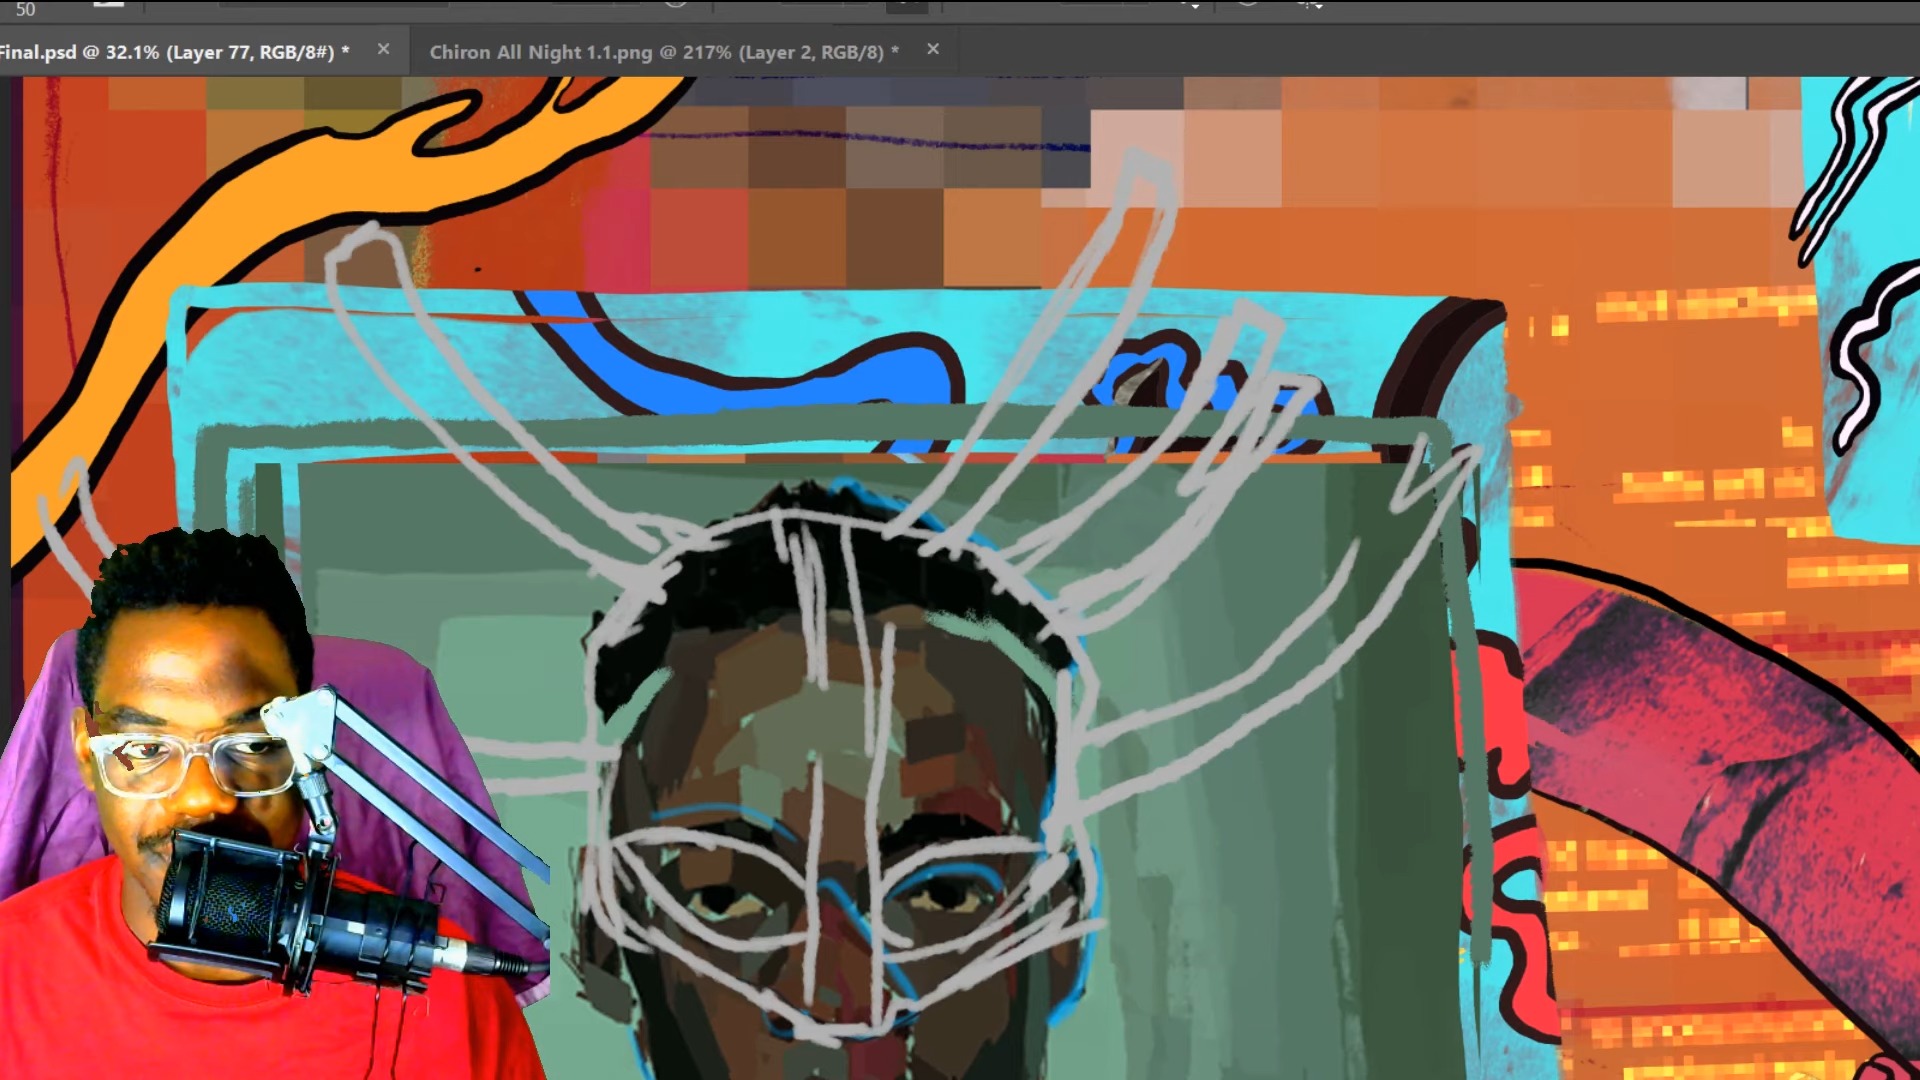 50
Final.psd @ 32.1% (Layer 77, RGB/8#) *
Chiron All Night 1.1.png @ 217% (Layer 2, RGB/8) *